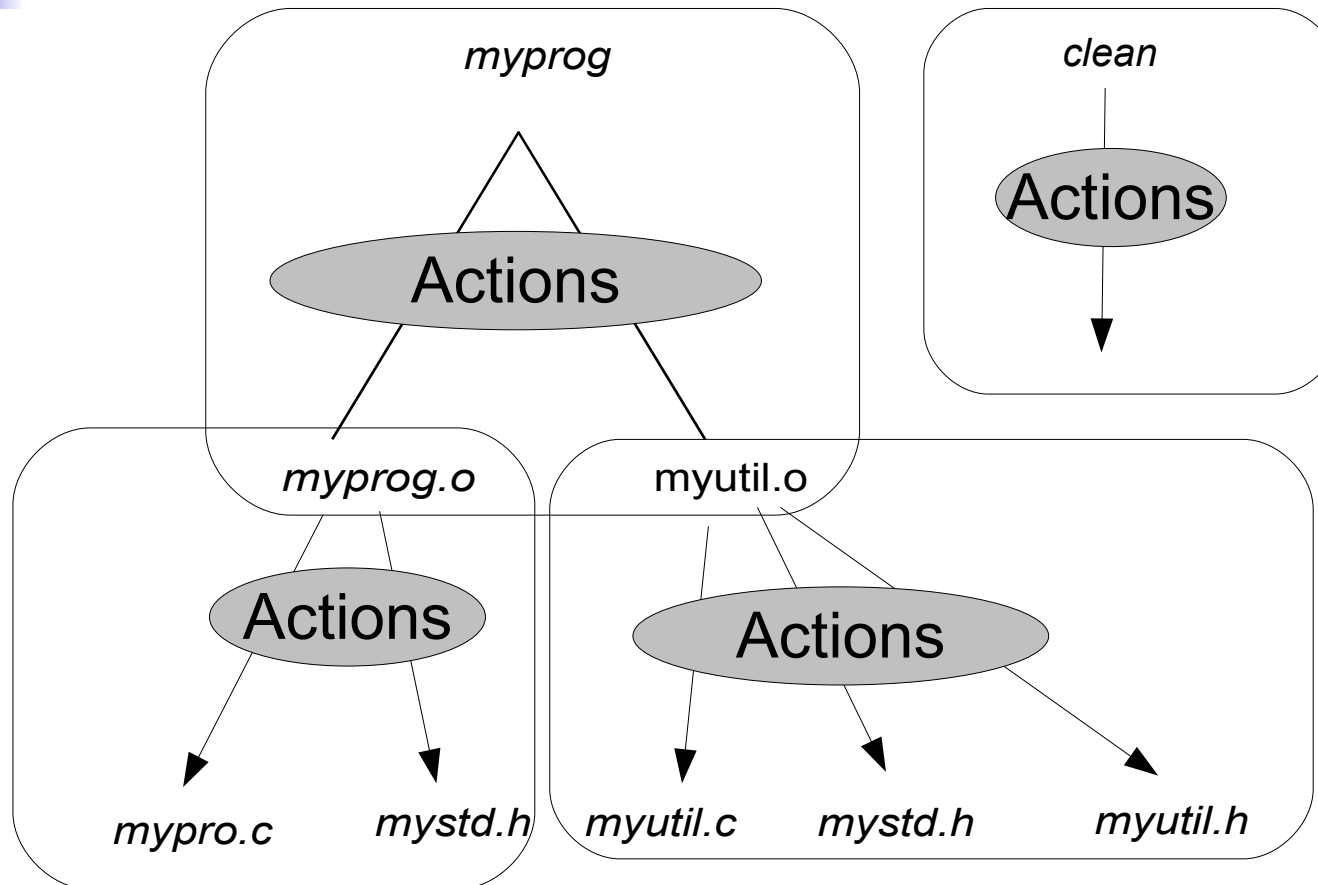 myprog
clean
Actions
Actions
myprog.o
myutil.o
Actions
Actions
mypro.c
mystd.h
myutil.c
mystd.h
myutil.h